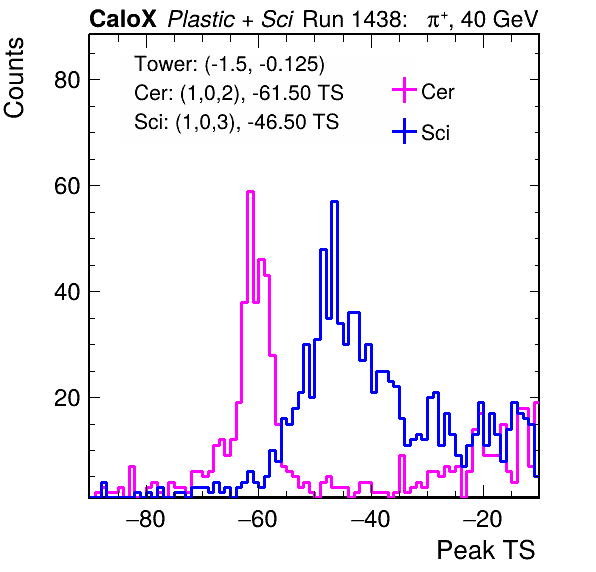 CaloX Plastic + Sci Run 1438: π⁺, 40 GeV
Counts
Tower: (-1.5, -0.125)
Cer: (1,0,2), -61.50 TS
Sci: (1,0,3), -46.50 TS
Cer
Sci
80
60
40
20
−80 −60 −40 −20
Peak TS